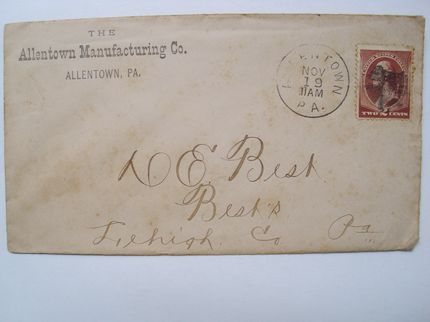 THE
Allentown Manufacturing Co.
ALLENTOWN, PA.
ALLENTOWN
NOV
19
11AM
PA.
TWO CENTS
D E Best
Best's
Lehigh Co Pa